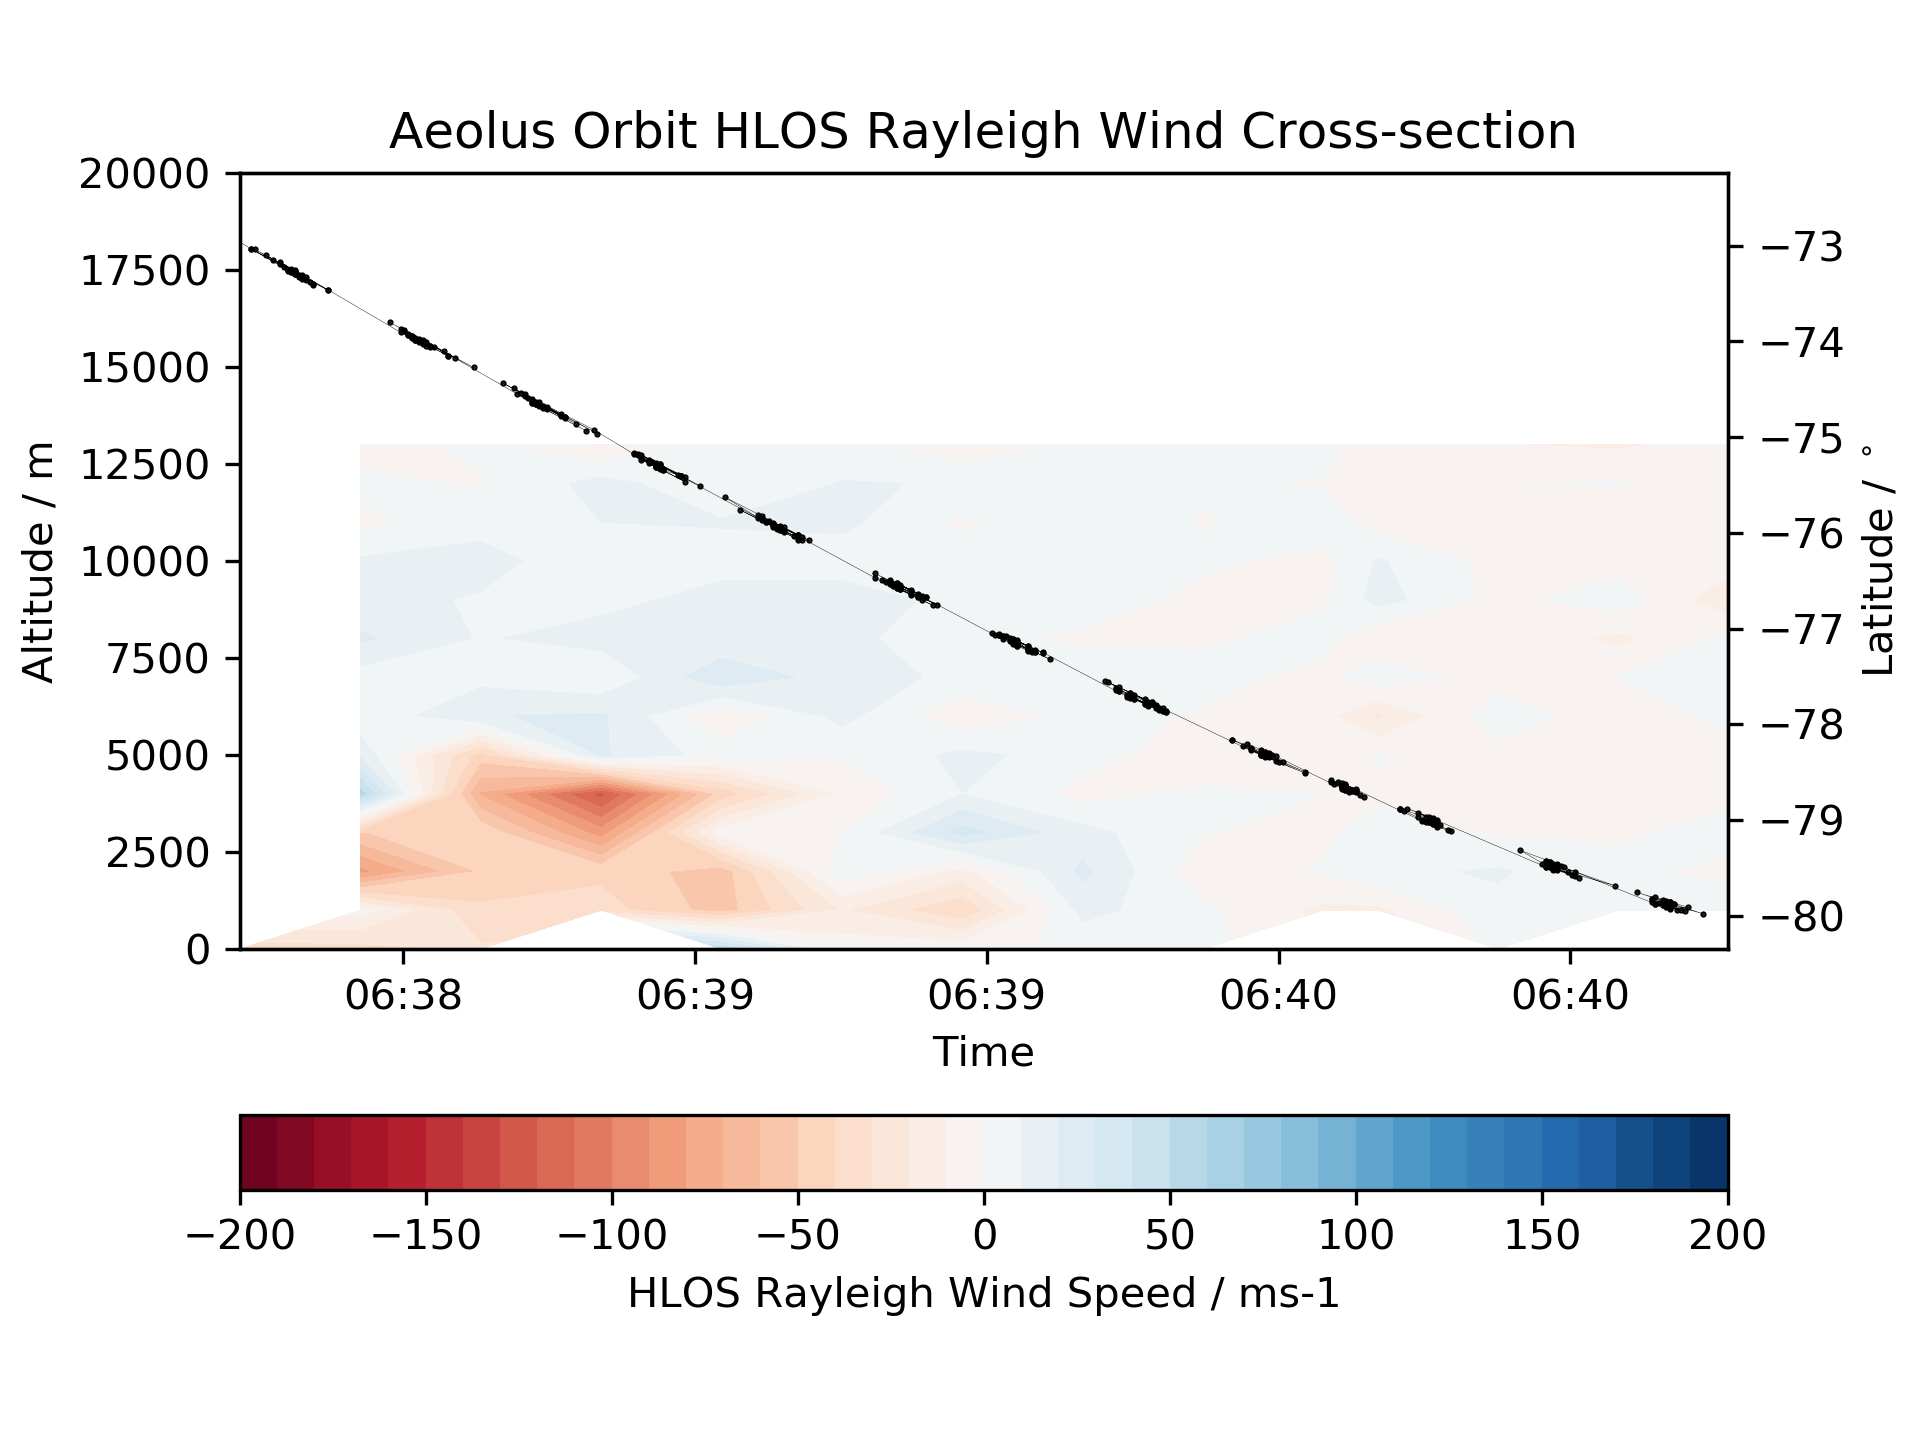 Aeolus Orbit HLOS Rayleigh Wind Cross-section
20000
17500
15000
12500
10000
7500
5000
2500
0
Altitude / m
−73
−74
−75
−76
−77
−78
−79
−80
Latitude / °
06:38 06:39 06:39 06:40 06:40
Time
−200 −150 −100 −50 0 50 100 150 200
HLOS Rayleigh Wind Speed / ms-1